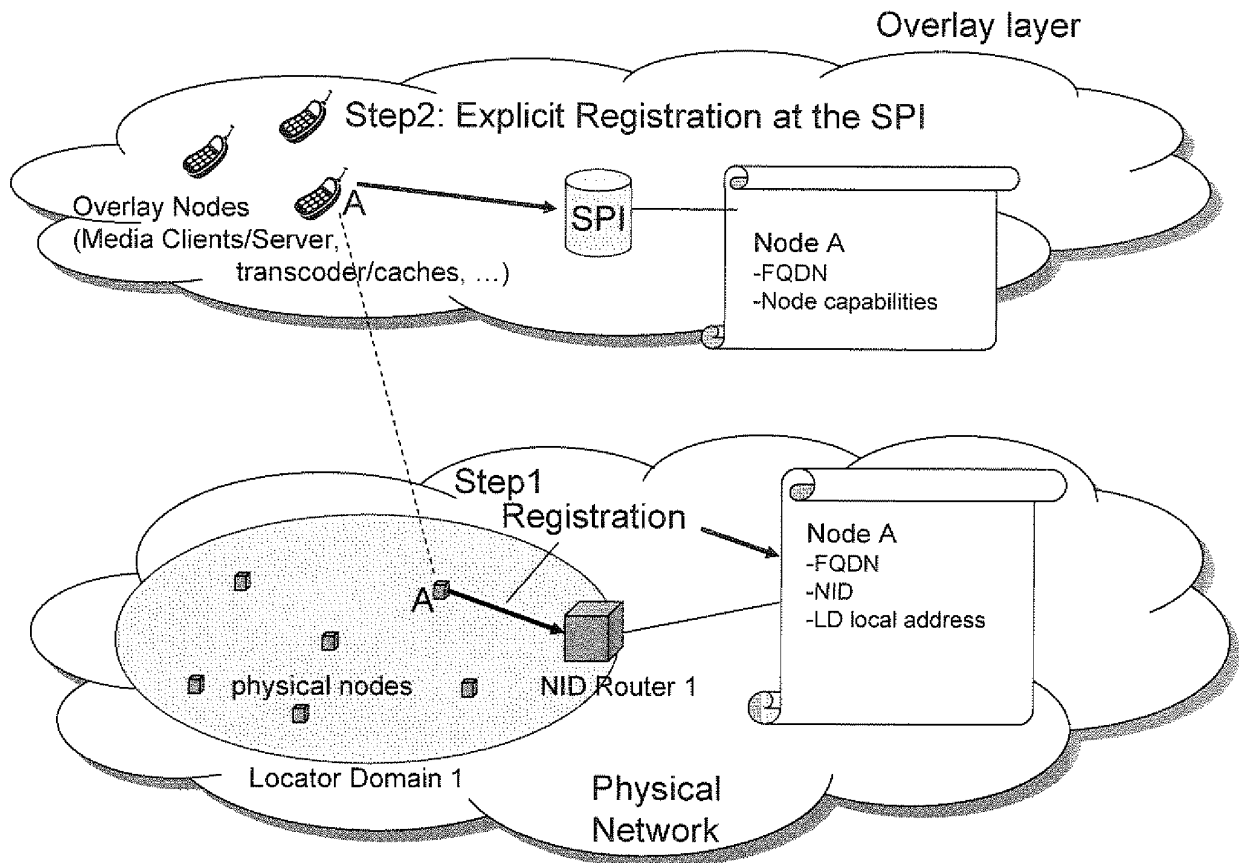 Overlay layer
Step2: Explicit Registration at the SPI
A
SPI
Overlay Nodes
(Media Clients/Server,
transcoder/caches, ...)
Node A
-FQDN
-Node capabilities
Step1
Registration
A
physical nodes
NID Router 1
Node A
-FQDN
-NID
-LD local address
Locator Domain 1
Physical
Network